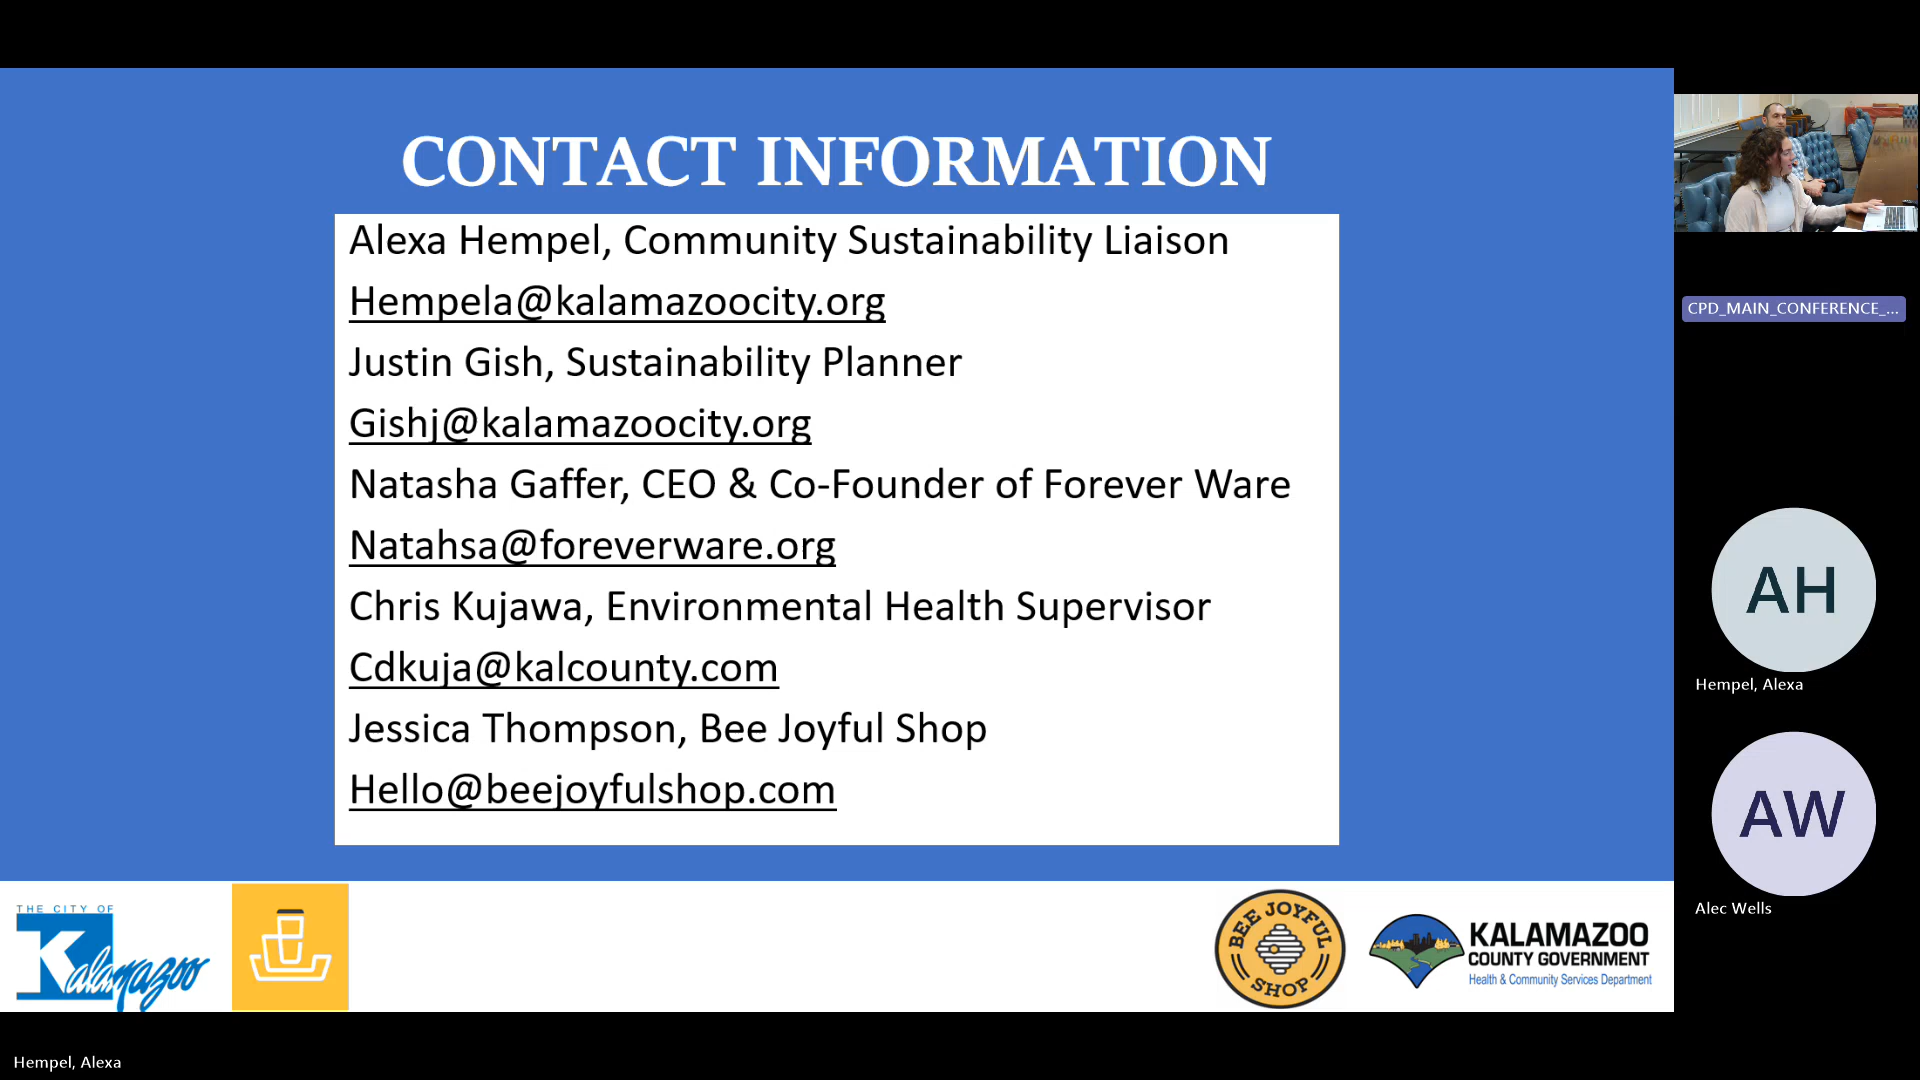 CONTACT INFORMATION
Alexa Hempel, Community Sustainability Liaison
Hempela@kalamazoocity.org
Justin Gish, Sustainability Planner
Gishj@kalamazoocity.org
Natasha Gaffer, CEO & Co-Founder of Forever Ware
Natahsa@foreverware.org
Chris Kujawa, Environmental Health Supervisor
Cdkuja@kalcounty.com
Jessica Thompson, Bee Joyful Shop
Hello@beejoyfulshop.com
THE CITY OF
Kalamazoo
BEE JOYFUL
SHOP
KALAMAZOO
COUNTY GOVERNMENT
Health & Community Services Department
CPD_MAIN_CONFERENCE_...
AH
Hempel, Alexa
AW
Alec Wells
Hempel, Alexa